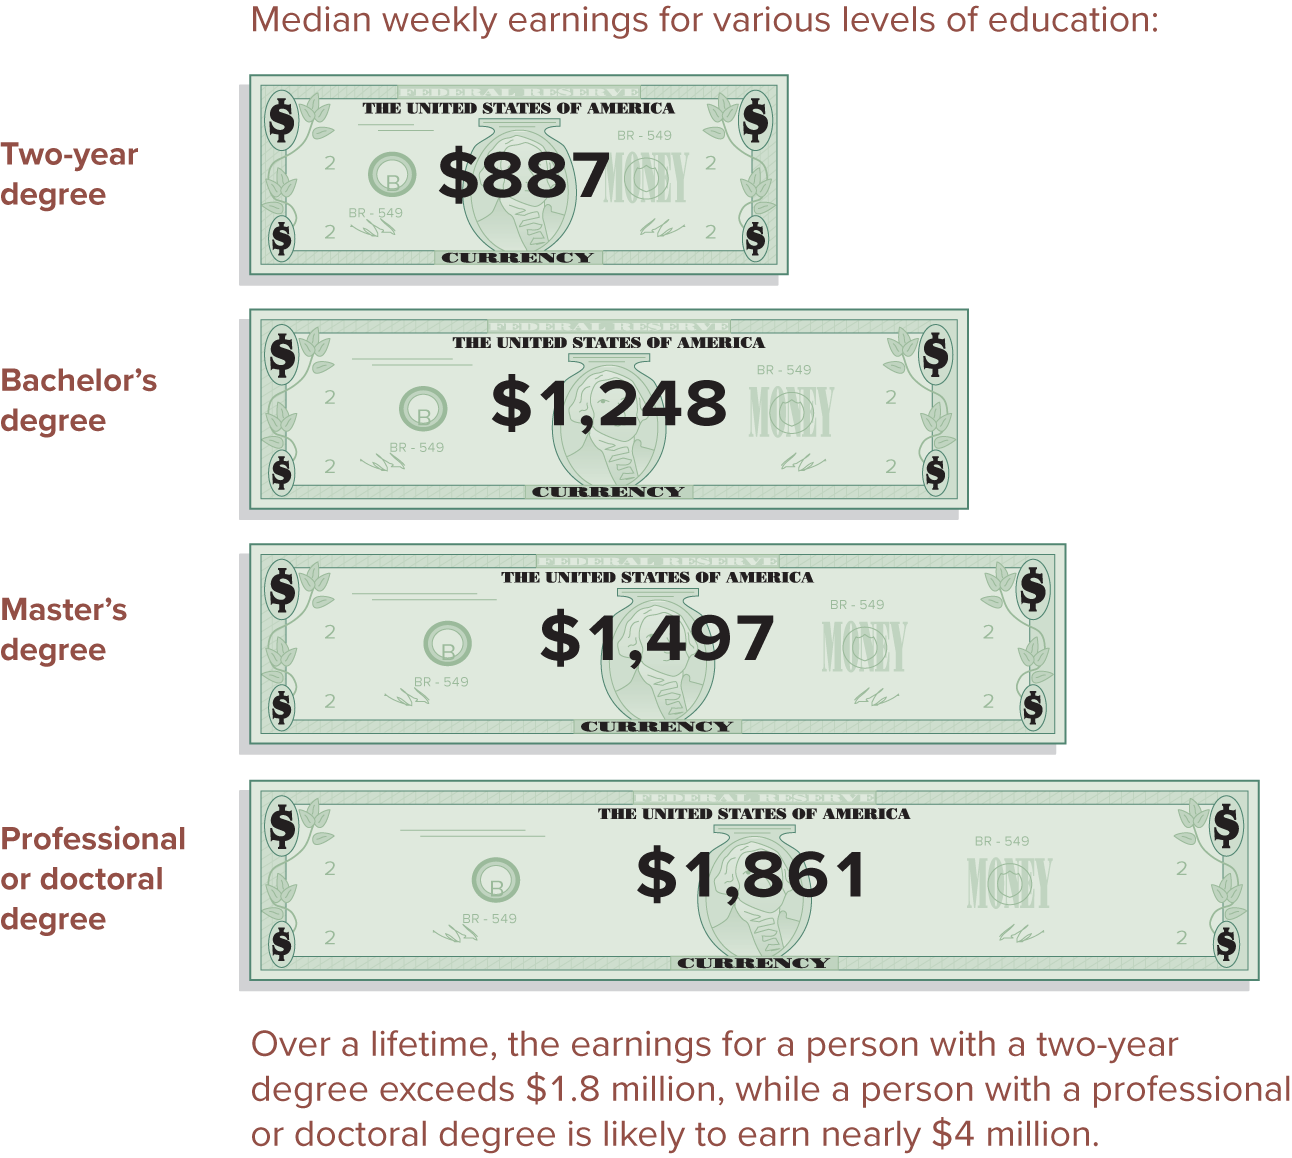 Median weekly earnings for various levels of education:
Two-year
degree
FEDERAL RESERVE
THE UNITED STATES OF AMERICA
$ $
BR - 549
2 2
B
$887
MONEY
BR - 549
2 2
$ $
CURRENCY
Bachelor’s
degree
FEDERAL RESERVE
THE UNITED STATES OF AMERICA
$ $
BR - 549
2 2
B
$1,248
MONEY
BR - 549
2 2
$ $
CURRENCY
Master’s
degree
FEDERAL RESERVE
THE UNITED STATES OF AMERICA
$ $
BR - 549
2 2
B
$1,497
MONEY
BR - 549
2 2
$ $
CURRENCY
Professional
or doctoral
degree
FEDERAL RESERVE
THE UNITED STATES OF AMERICA
$ $
BR - 549
2 2
B
$1,861
MONEY
BR - 549
2 2
$ $
CURRENCY
Over a lifetime, the earnings for a person with a two-year
degree exceeds $1.8 million, while a person with a professional
or doctoral degree is likely to earn nearly $4 million.